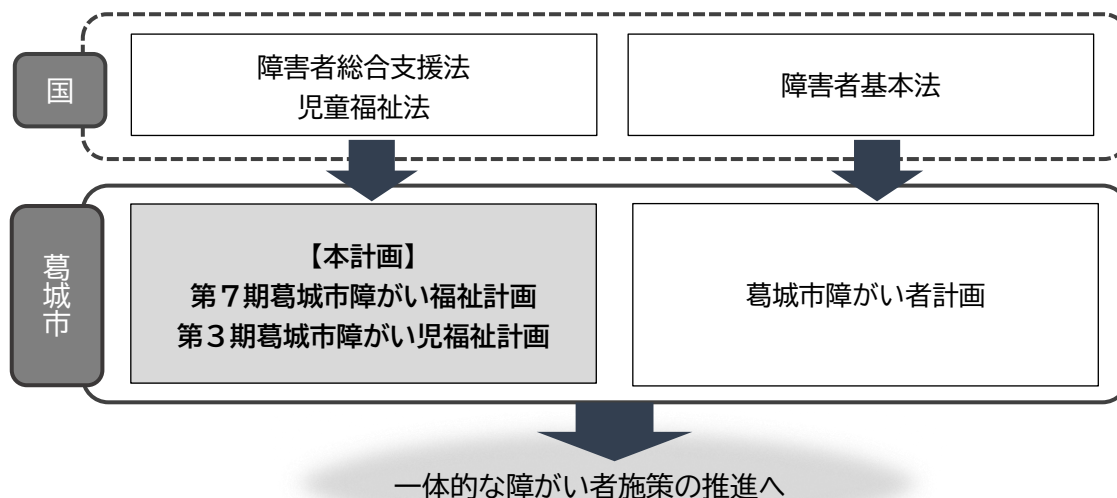 国
障害者総合支援法
児童福祉法
障害者基本法
葛城市
【本計画】
第7期葛城市障がい福祉計画
第3期葛城市障がい児福祉計画
葛城市障がい者計画
一体的な障がい者施策の推進へ